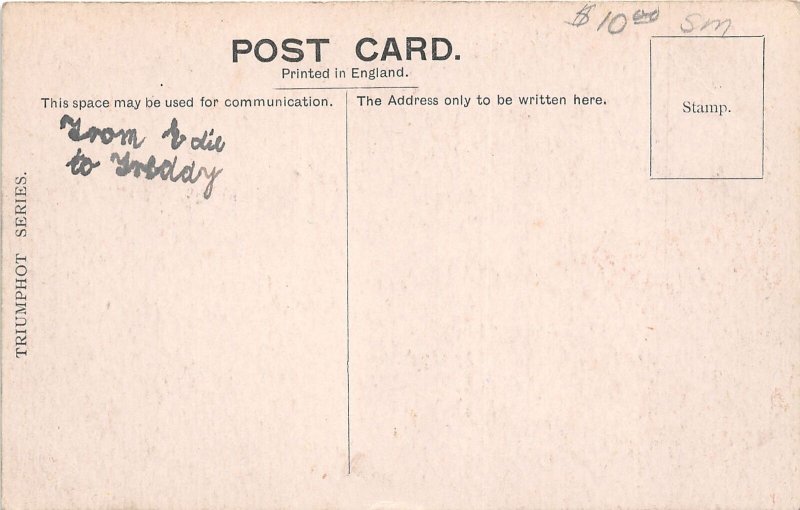 $10.00 SM
POST CARD.
Printed in England.
This space may be used for communication.
The Address only to be written here.
Stamp.
From Edie
to Freddy
TRIUMPHOT SERIES.